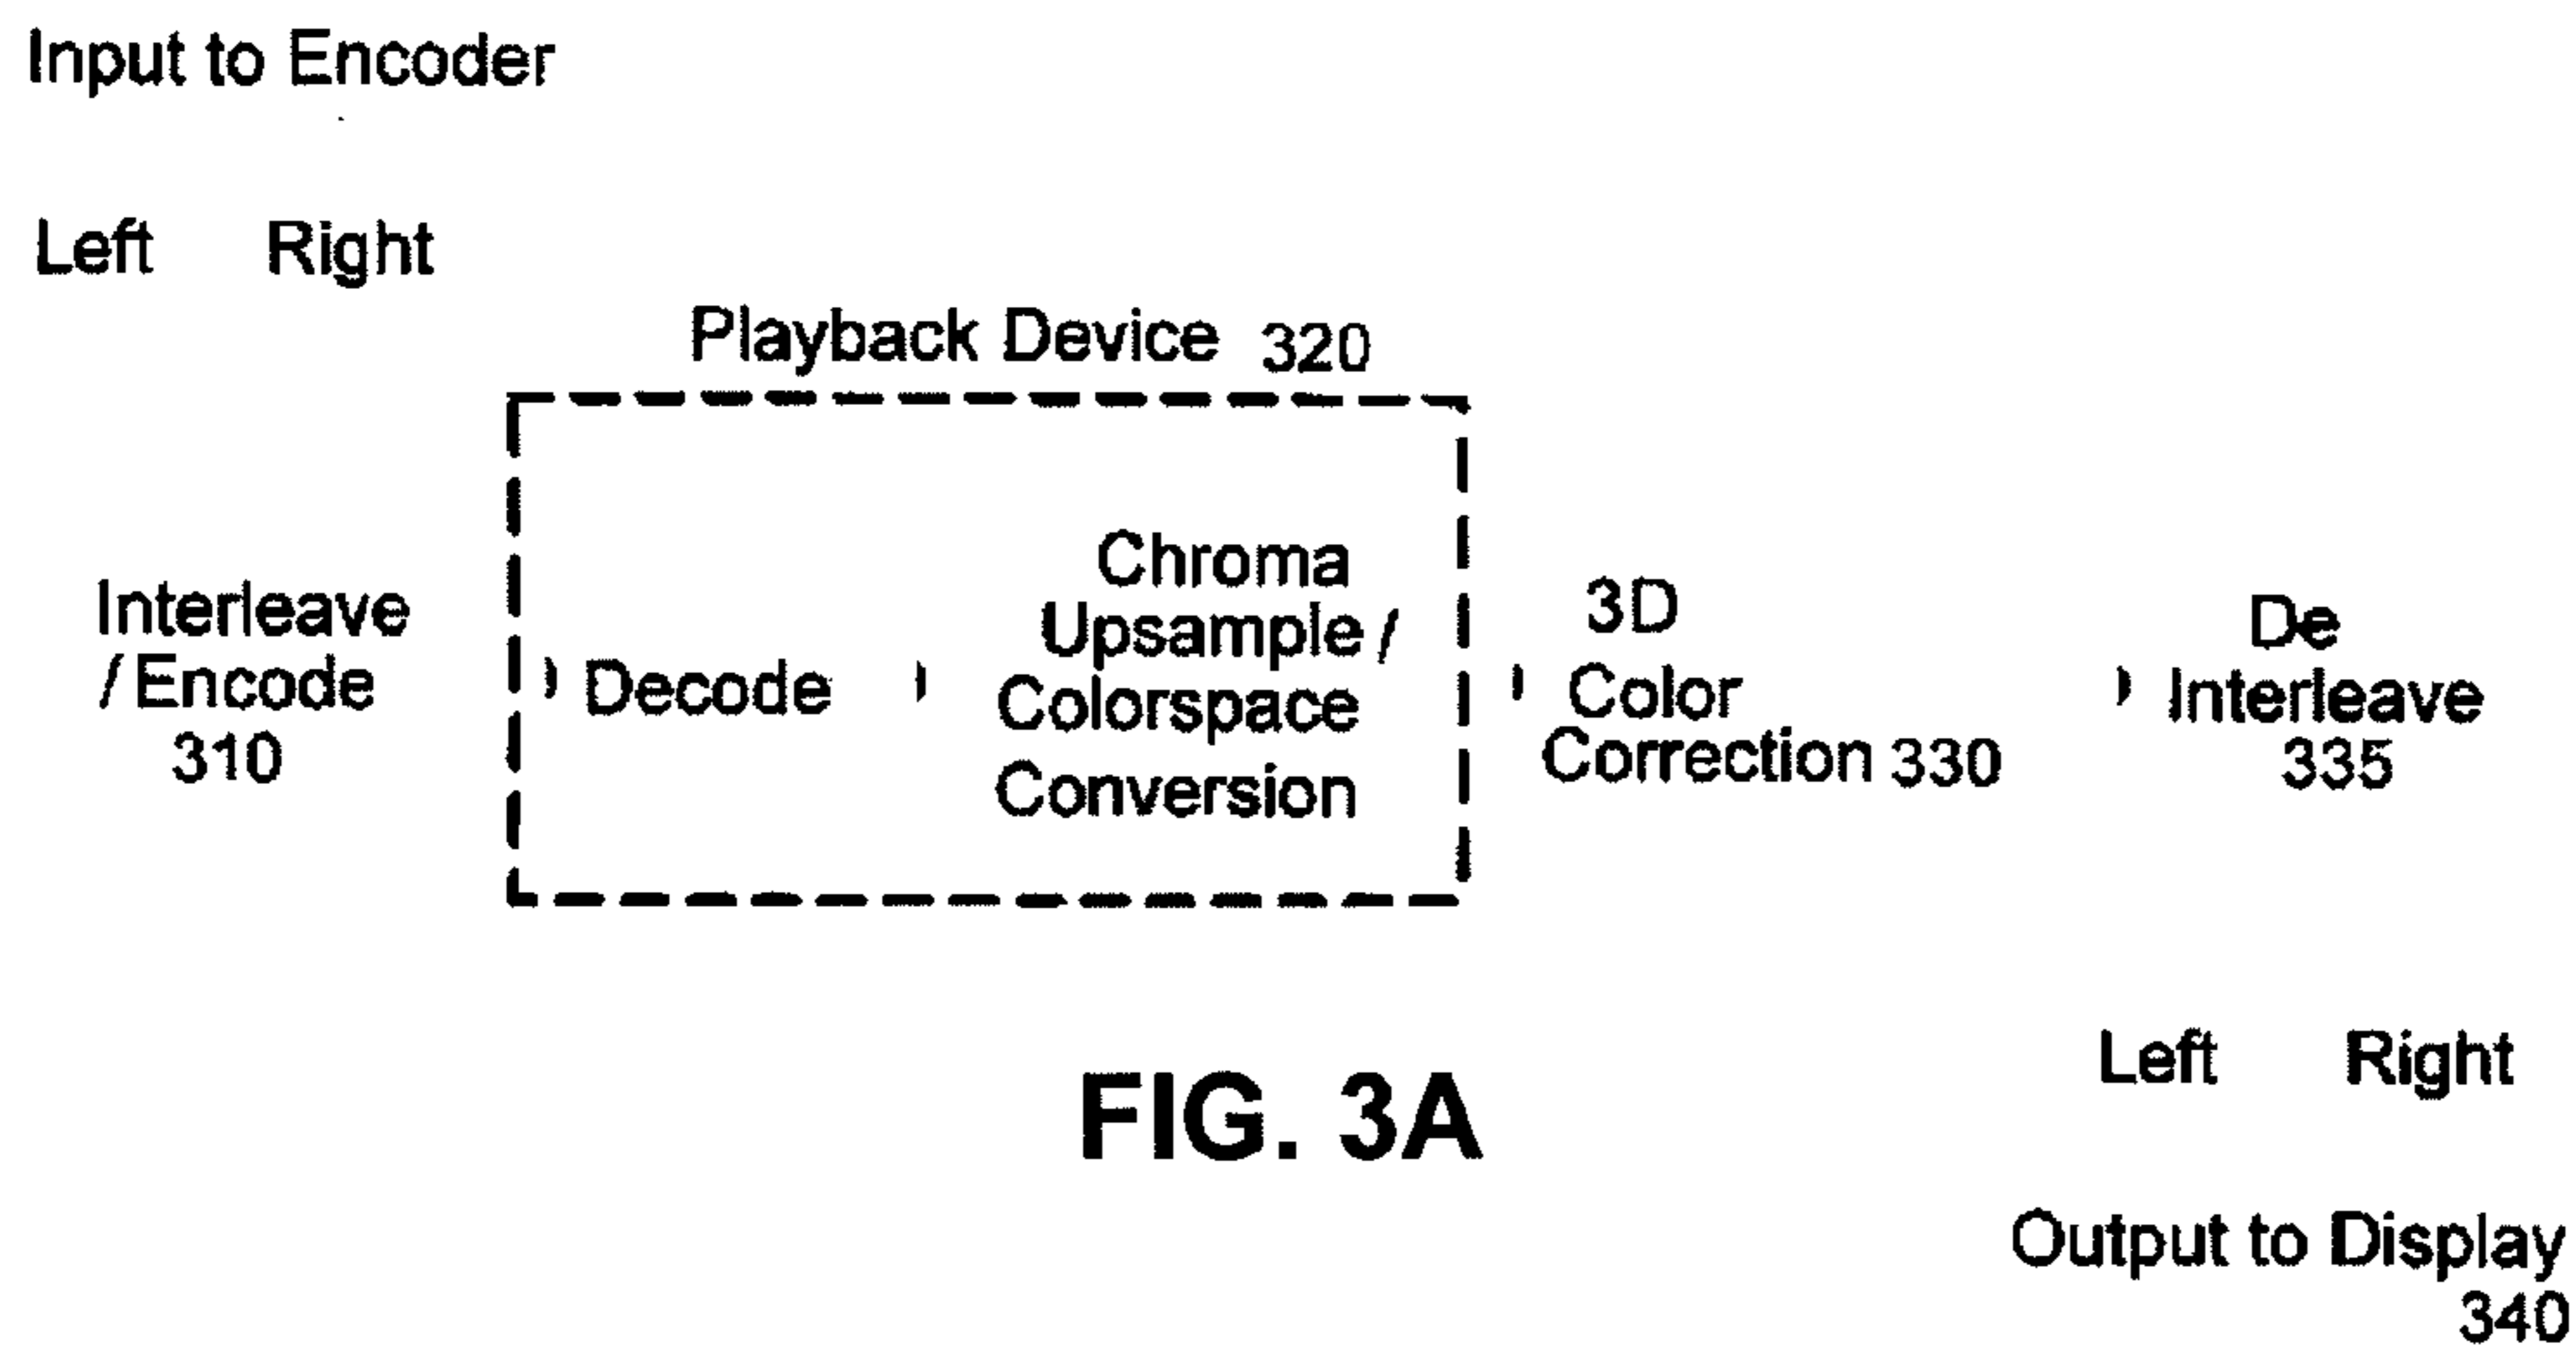 Input to Encoder
Left Right
Playback Device 320
Interleave
/ Encode
310
Decode
Chroma
Upsample /
Colorspace
Conversion
3D
Color
Correction 330
De
Interleave
335
FIG. 3A
Left Right
Output to Display
340